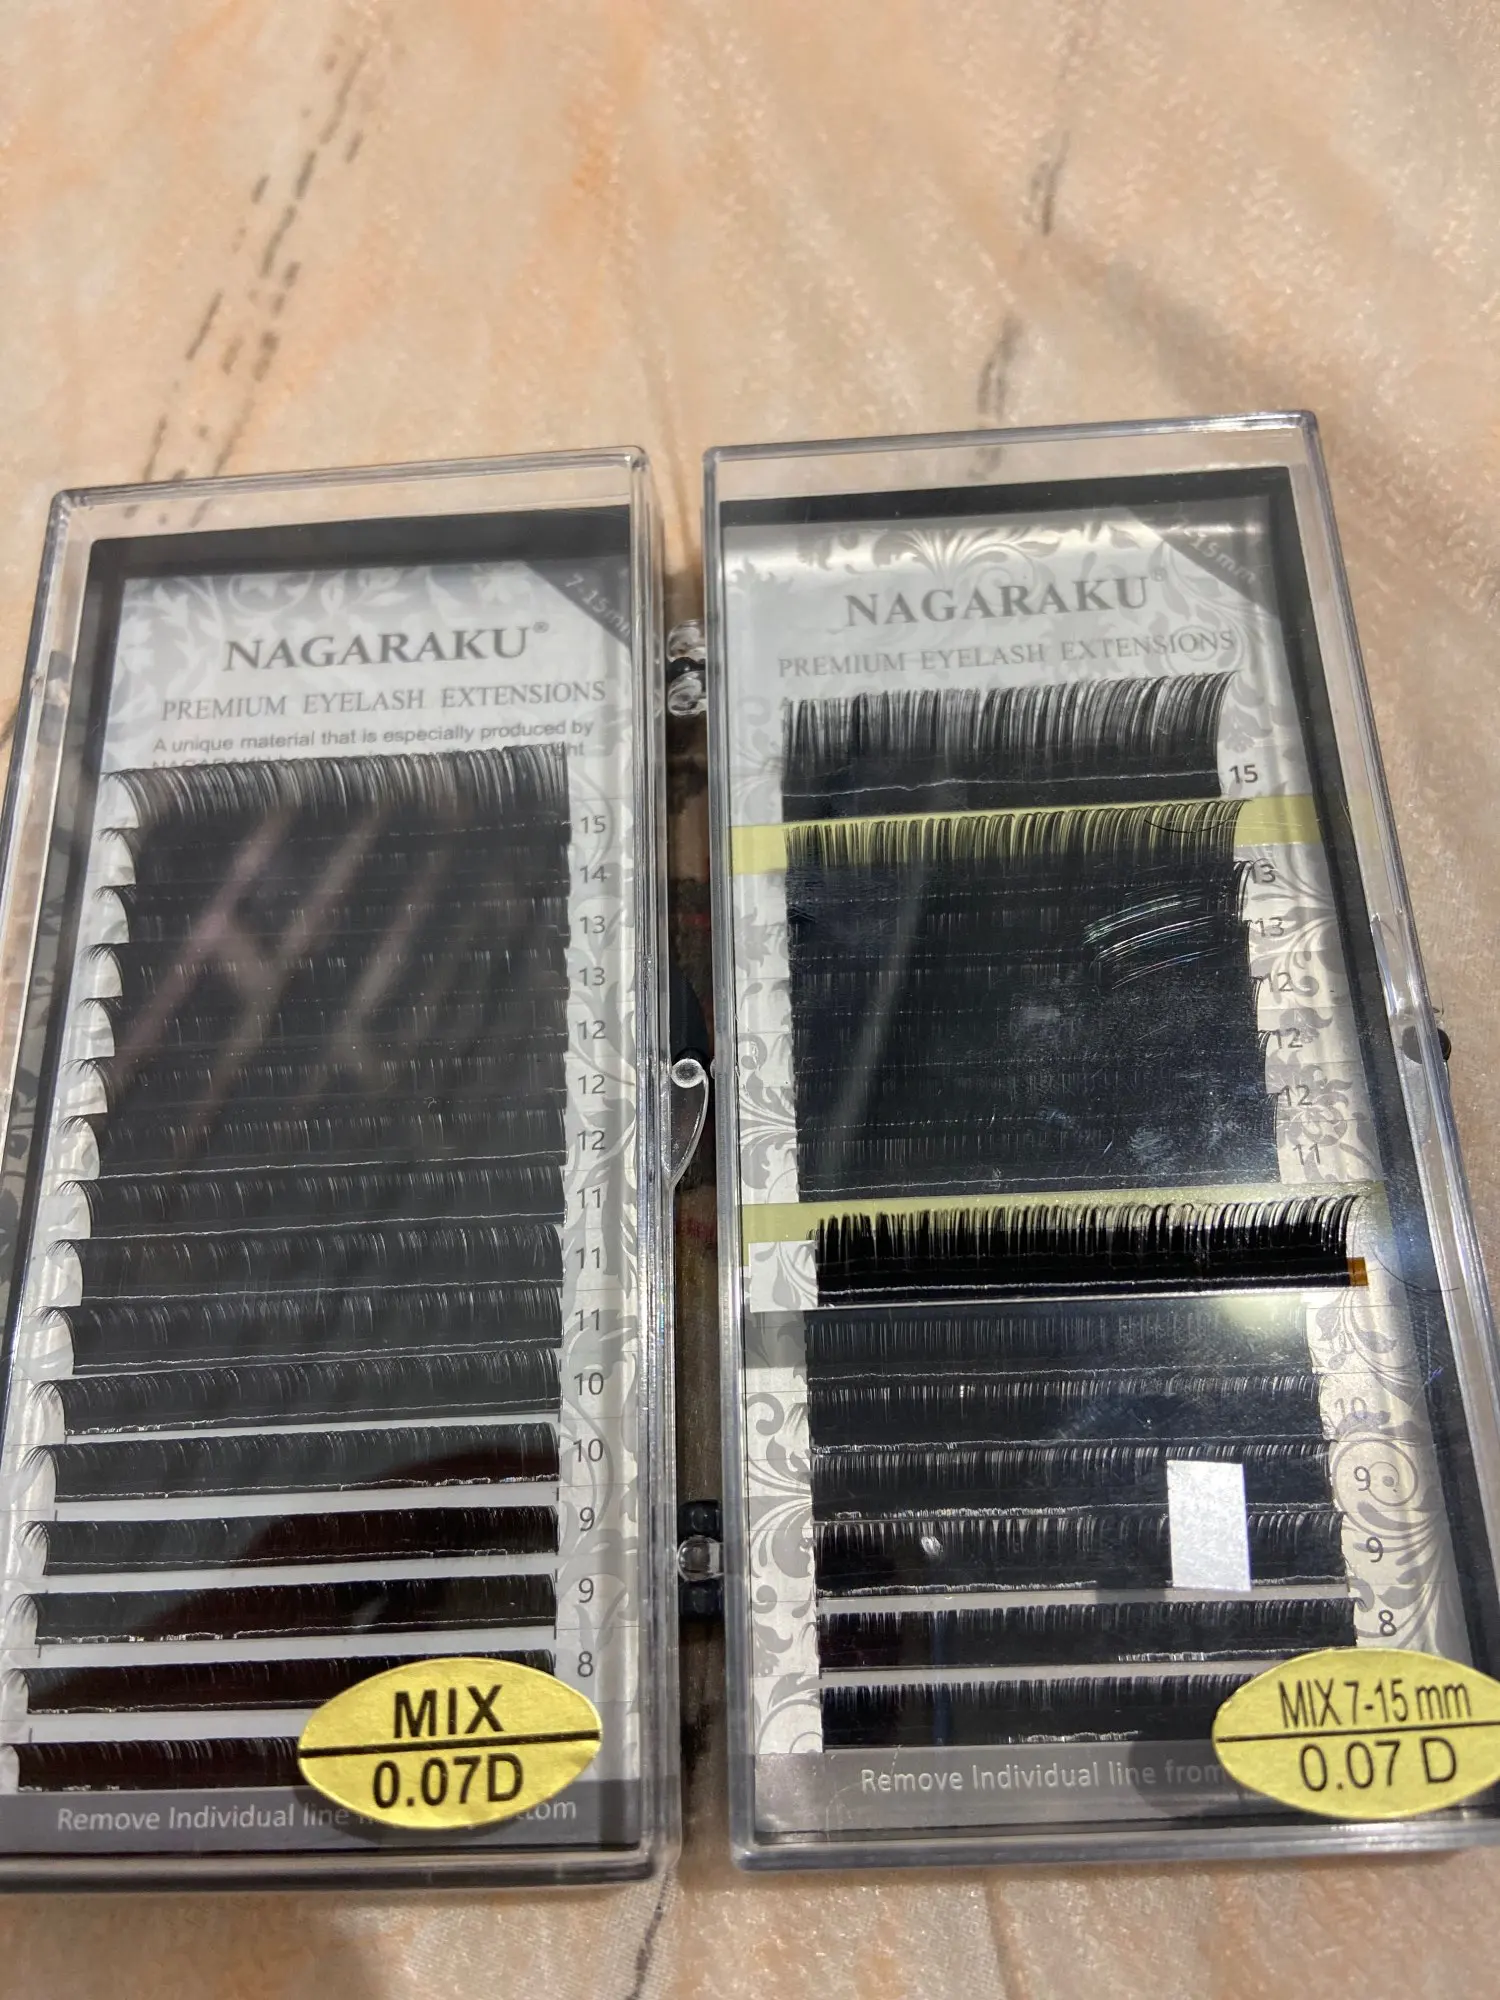 7-15mm
NAGARAKU®
PREMIUM EYELASH EXTENSIONS
A unique material that is especially produced by
15
14
13
13
12
12
12
11
11
11
10
10
9
9
8
MIX
0.07D
Remove Individual line
15mm
NAGARAKU®
PREMIUM EYELASH EXTENSIONS
15
13
13
12
12
12
11
10
9
9
8
MIX 7-15 mm
0.07 D
Remove Individual line from